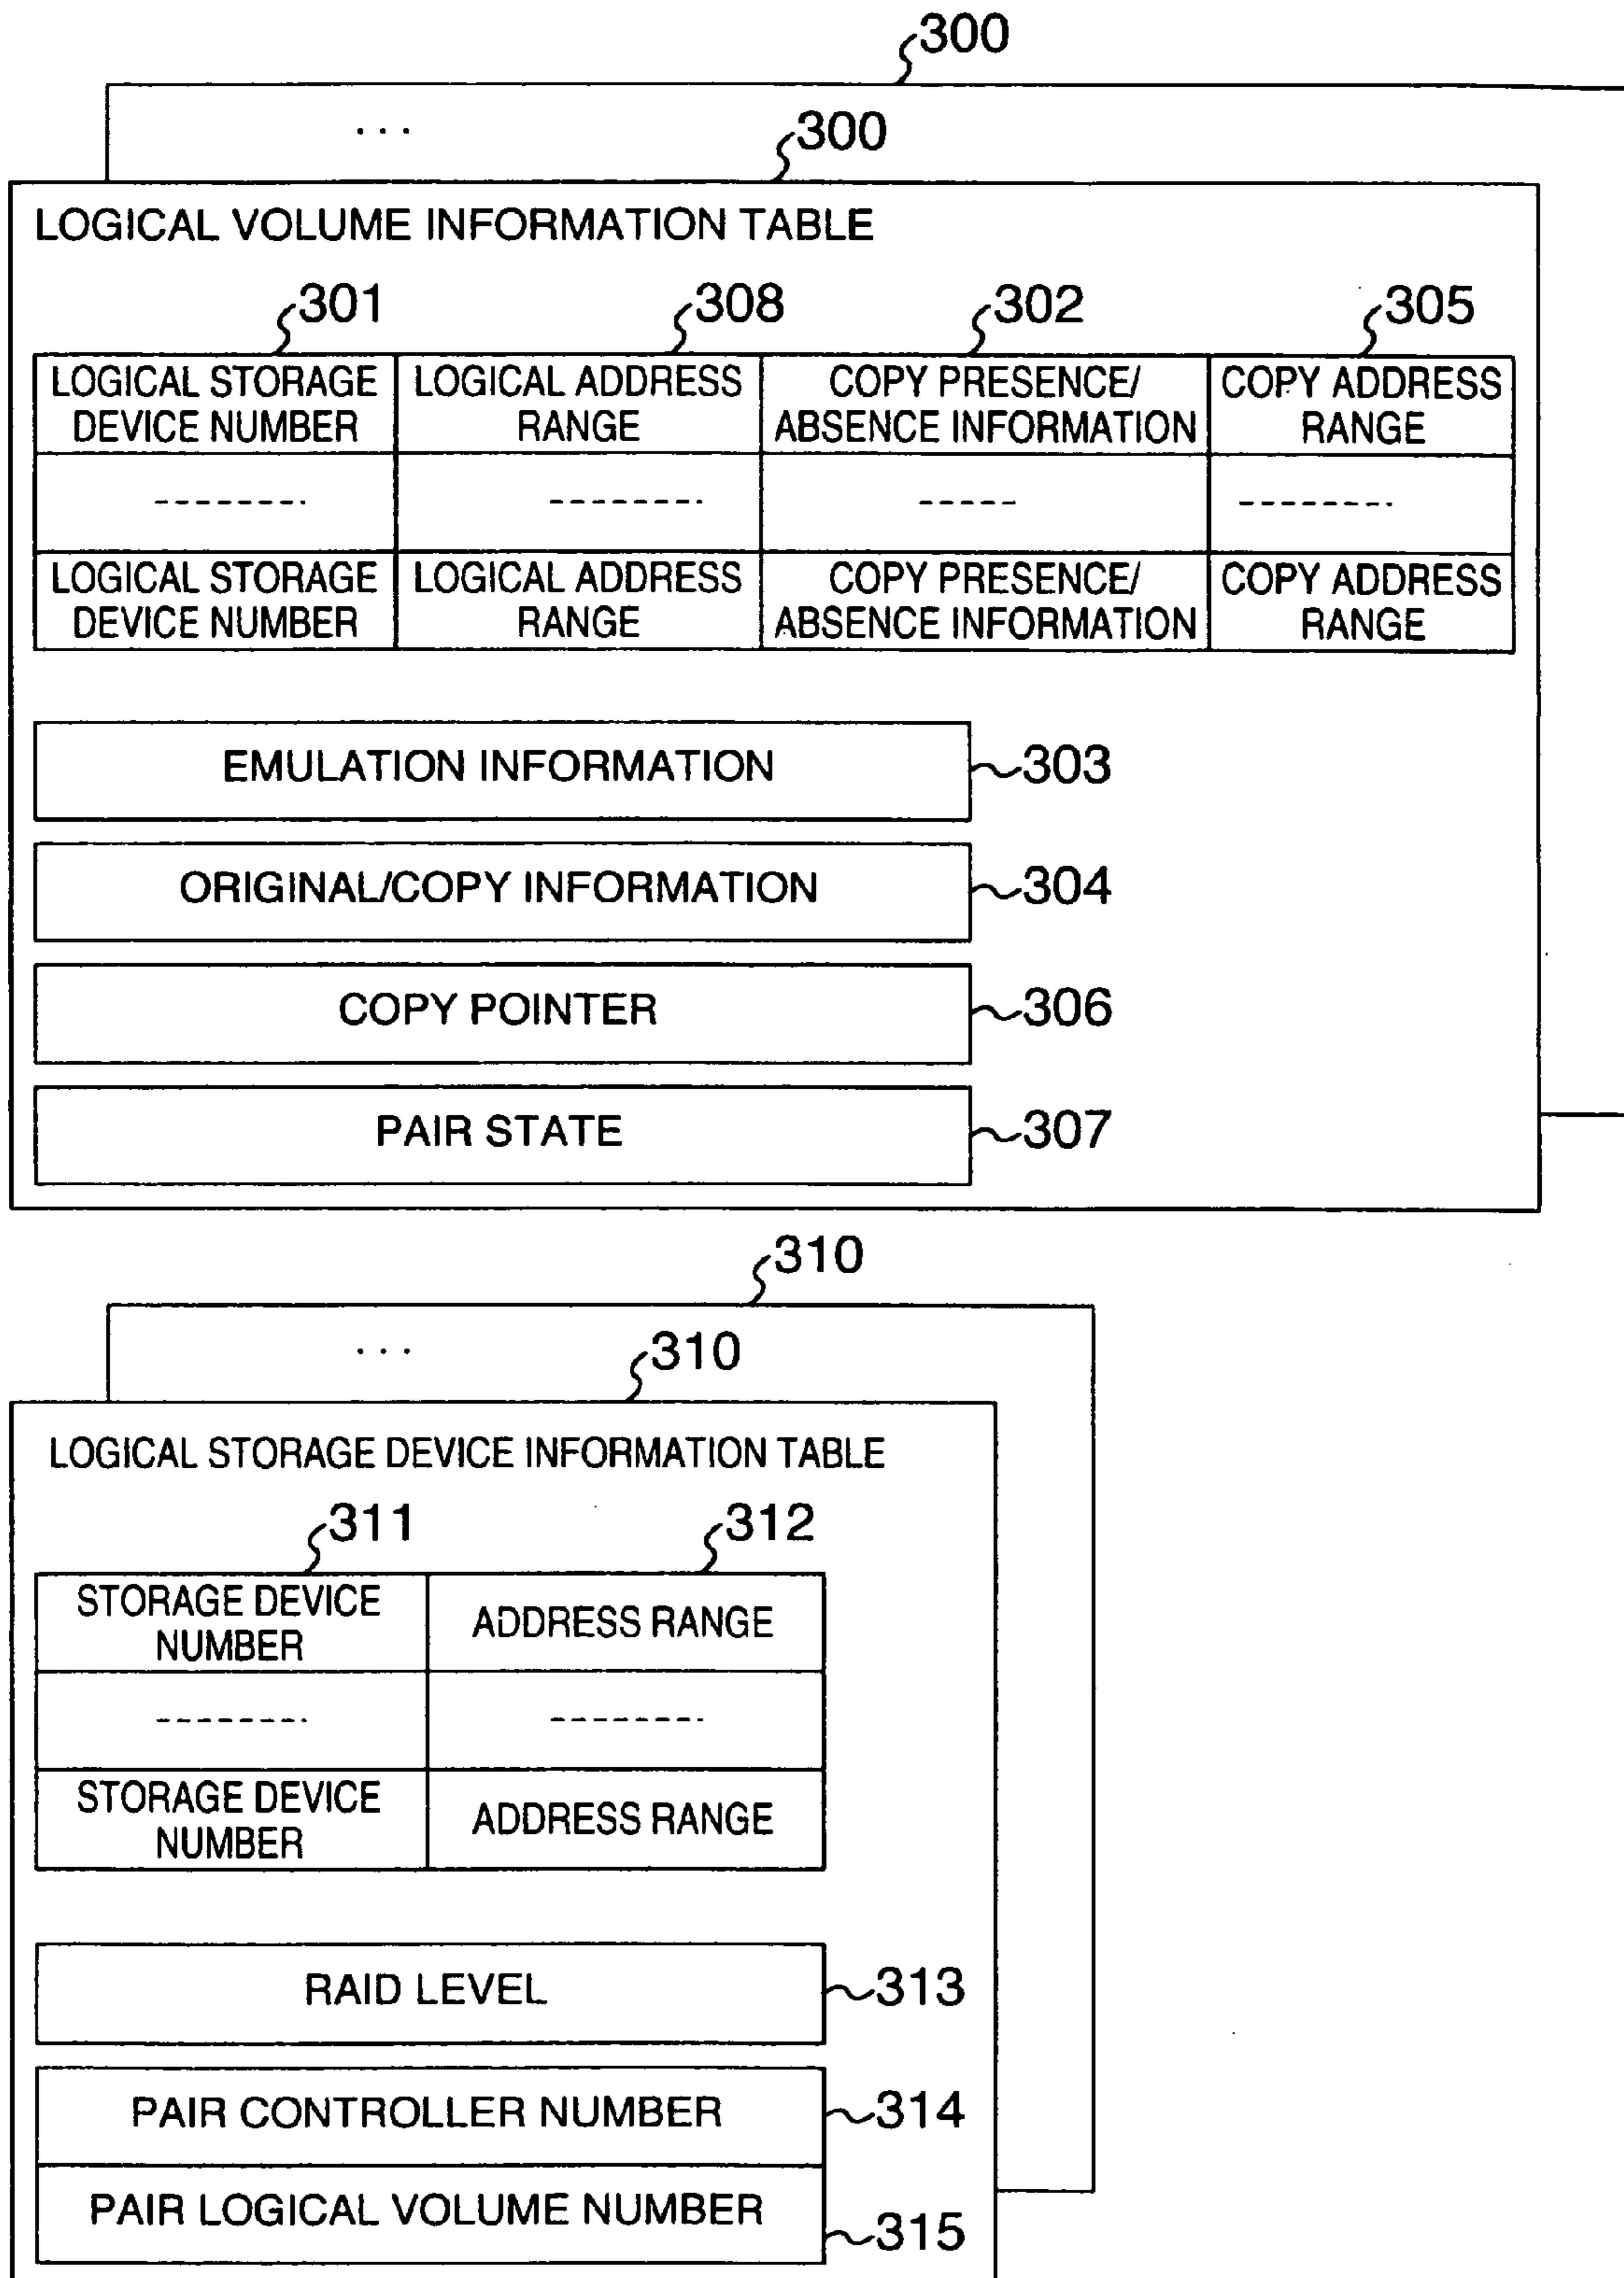 300
... 300
LOGICAL VOLUME INFORMATION TABLE
301 308 302 305
LOGICAL STORAGE DEVICE NUMBER LOGICAL ADDRESS RANGE COPY PRESENCE/ ABSENCE INFORMATION COPY ADDRESS RANGE
LOGICAL STORAGE DEVICE NUMBER LOGICAL ADDRESS RANGE COPY PRESENCE/ ABSENCE INFORMATION COPY ADDRESS RANGE
EMULATION INFORMATION 303
ORIGINAL/COPY INFORMATION 304
COPY POINTER 306
PAIR STATE 307
310
... 310
LOGICAL STORAGE DEVICE INFORMATION TABLE
311 312
STORAGE DEVICE NUMBER ADDRESS RANGE
STORAGE DEVICE NUMBER ADDRESS RANGE
RAID LEVEL 313
PAIR CONTROLLER NUMBER 314
PAIR LOGICAL VOLUME NUMBER 315